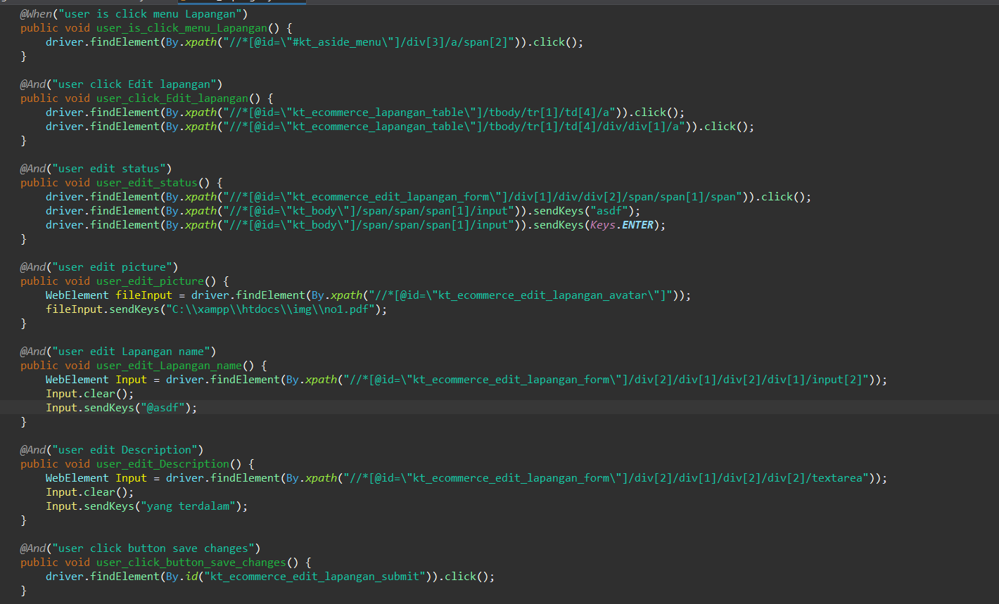 @When("user is click menu Lapangan")
public void user_is_click_menu_Lapangan() {
driver.findElement(By.xpath("//*[@id=\"#kt_aside_menu\"]/div[3]/a/span[2]")).click();
}
@And("user click Edit lapangan")
public void user_click_Edit_lapangan() {
driver.findElement(By.xpath("//*[@id=\"kt_ecommerce_lapangan_table\"]/tbody/tr[1]/td[4]/a")).click();
driver.findElement(By.xpath("//*[@id=\"kt_ecommerce_lapangan_table\"]/tbody/tr[1]/td[4]/div/div[1]/a")).click();
}
@And("user edit status")
public void user_edit_status() {
driver.findElement(By.xpath("//*[@id=\"kt_ecommerce_edit_lapangan_form\"]/div[1]/div/div[2]/span/span[1]/span")).click();
driver.findElement(By.xpath("//*[@id=\"kt_body\"]/span/span/span[1]/input")).sendKeys("asdf");
driver.findElement(By.xpath("//*[@id=\"kt_body\"]/span/span/span[1]/input")).sendKeys(Keys.ENTER);
}
@And("user edit picture")
public void user_edit_picture() {
WebElement fileInput = driver.findElement(By.xpath("//*[@id=\"kt_ecommerce_edit_lapangan_avatar\"]"));
fileInput.sendKeys("C:\\xampp\\htdocs\\img\\no1.pdf");
}
@And("user edit Lapangan name")
public void user_edit_Lapangan_name() {
WebElement Input = driver.findElement(By.xpath("//*[@id=\"kt_ecommerce_edit_lapangan_form\"]/div[2]/div[1]/div[2]/div[1]/input[2]"));
Input.clear();
Input.sendKeys("@asdf");
}
@And("user edit Description")
public void user_edit_Description() {
WebElement Input = driver.findElement(By.xpath("//*[@id=\"kt_ecommerce_edit_lapangan_form\"]/div[2]/div[1]/div[2]/div[2]/textarea"));
Input.clear();
Input.sendKeys("yang terdalam");
}
@And("user click button save changes")
public void user_click_button_save_changes() {
driver.findElement(By.id("kt_ecommerce_edit_lapangan_submit")).click();
}